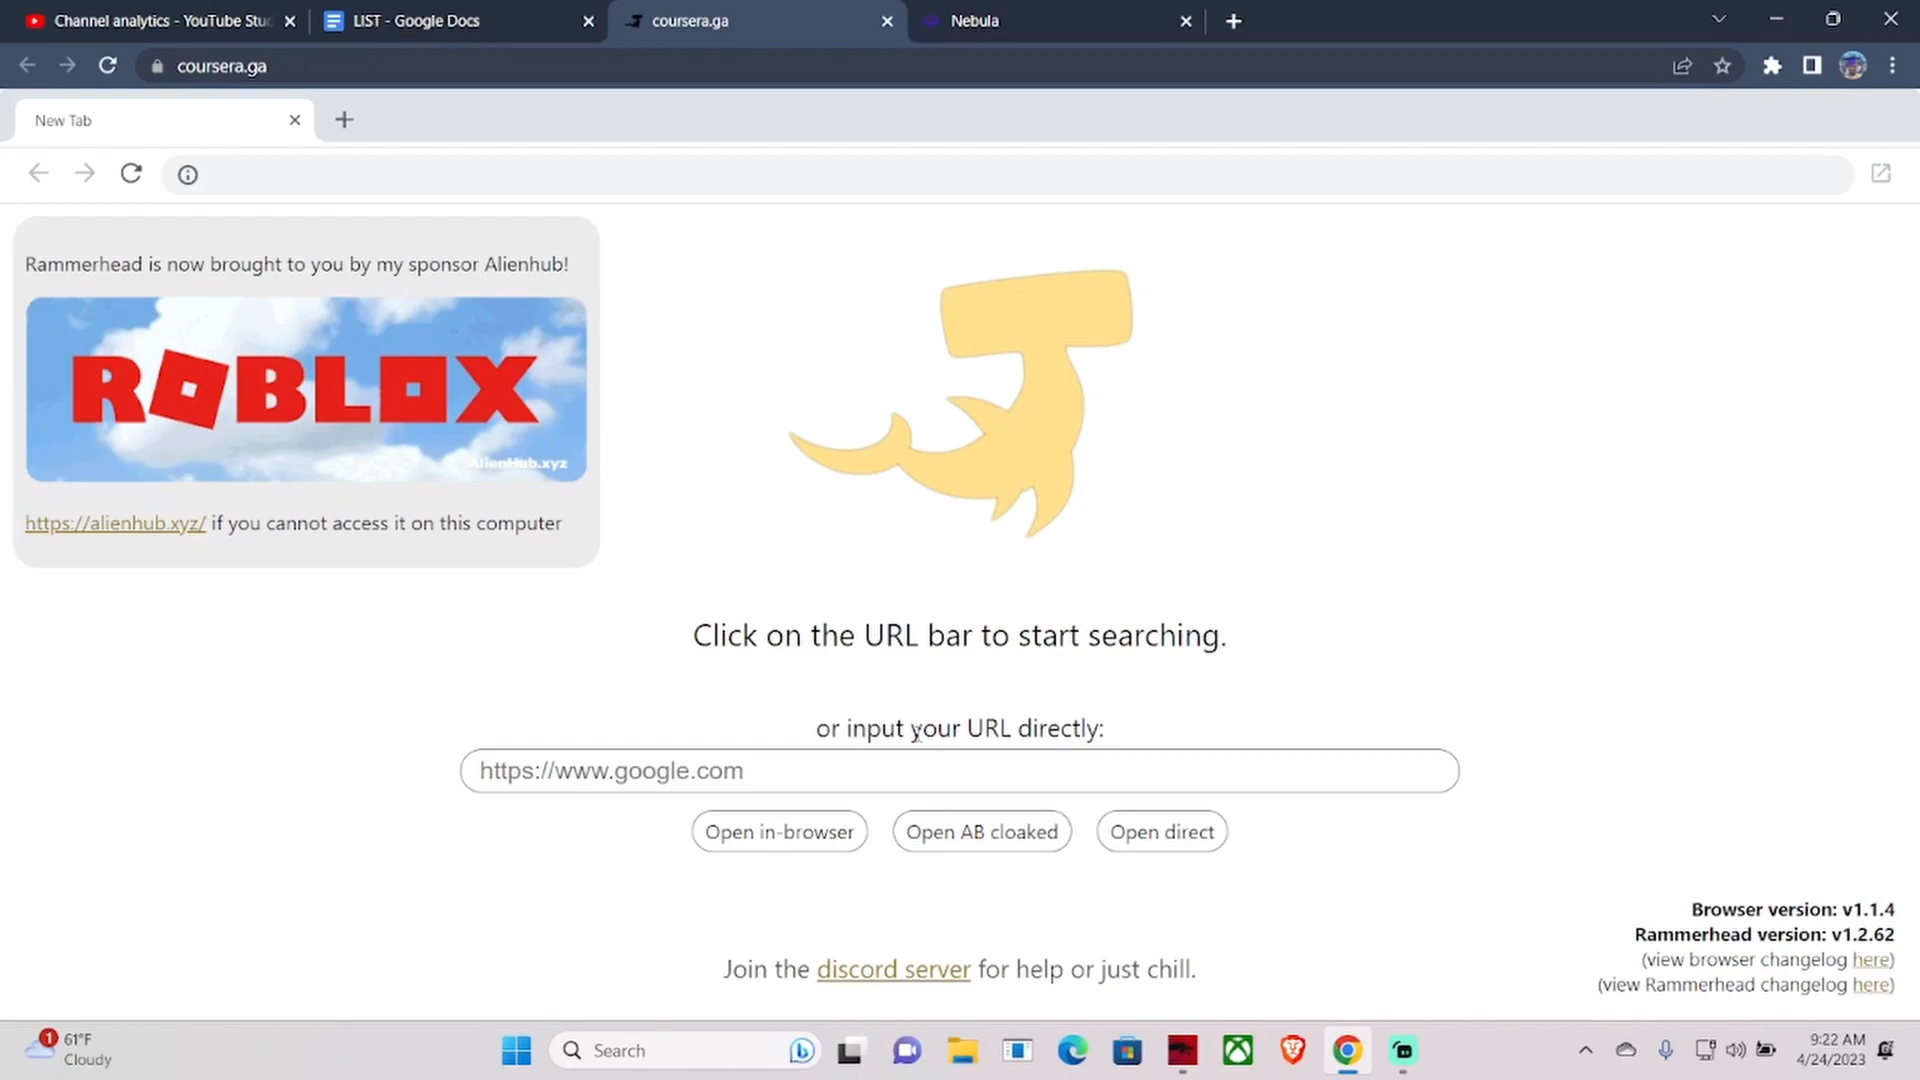 Channel analytics - YouTube Stu
LIST - Google Docs
coursera.ga
Nebula
coursera.ga
New Tab
Rammerhead is now brought to you by my sponsor Alienhub!
ROBLOX
AlienHub.xyz
https://alienhub.xyz/ if you cannot access it on this computer
Click on the URL bar to start searching.
or input your URL directly:
https://www.google.com
Open in-browser
Open AB cloaked
Open direct
Browser version: v1.1.4
Rammerhead version: v1.2.62
(view browser changelog here)
(view Rammerhead changelog here)
Join the discord server for help or just chill.
1
61°F
Cloudy
Search
9:22 AM
4/24/2023